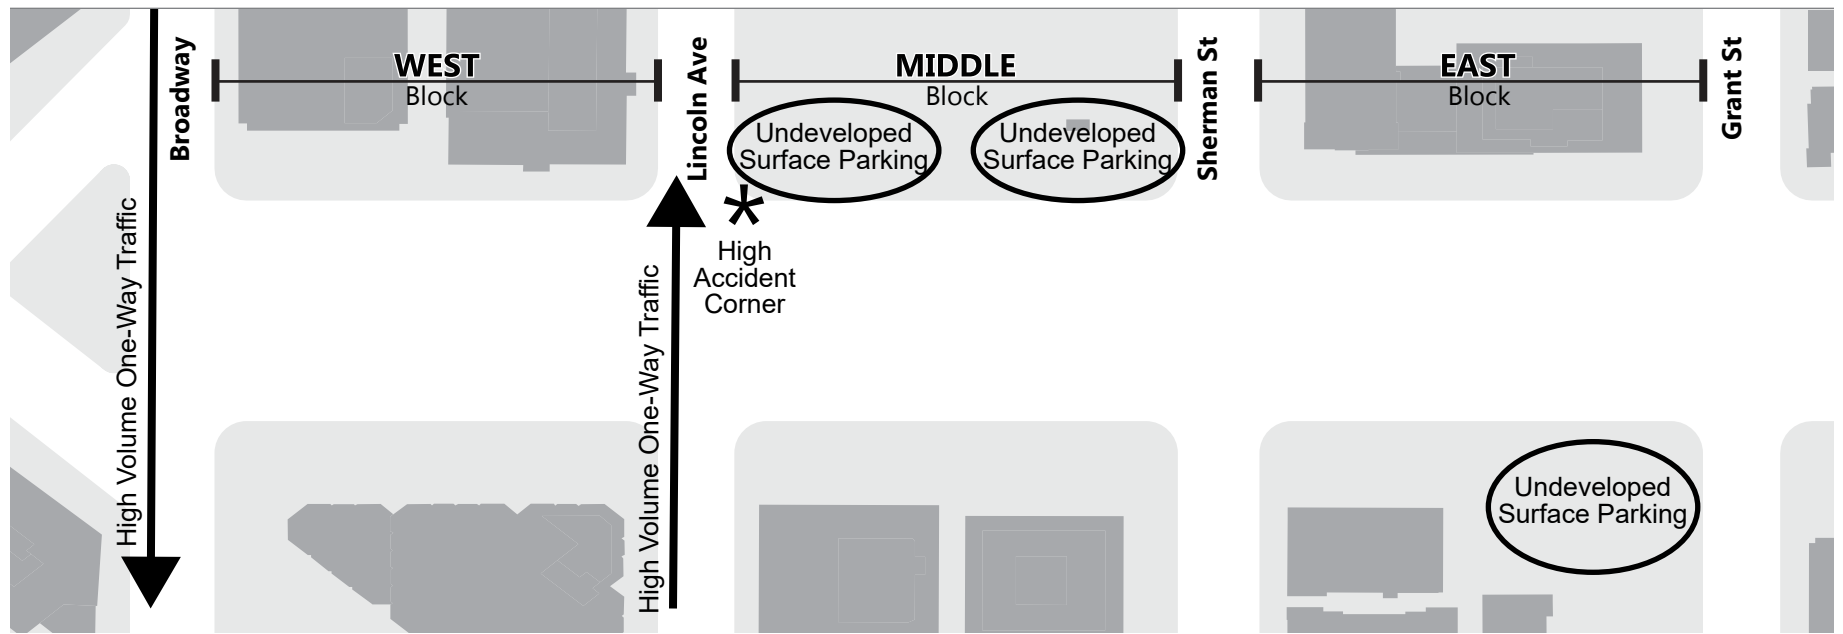 Broadway
WEST
Block
Lincoln Ave
MIDDLE
Block
Sherman St
EAST
Block
Grant St
Undeveloped
Surface Parking
Undeveloped
Surface Parking
High Volume One-Way Traffic
High Volume One-Way Traffic
*
High
Accident
Corner
Undeveloped
Surface Parking